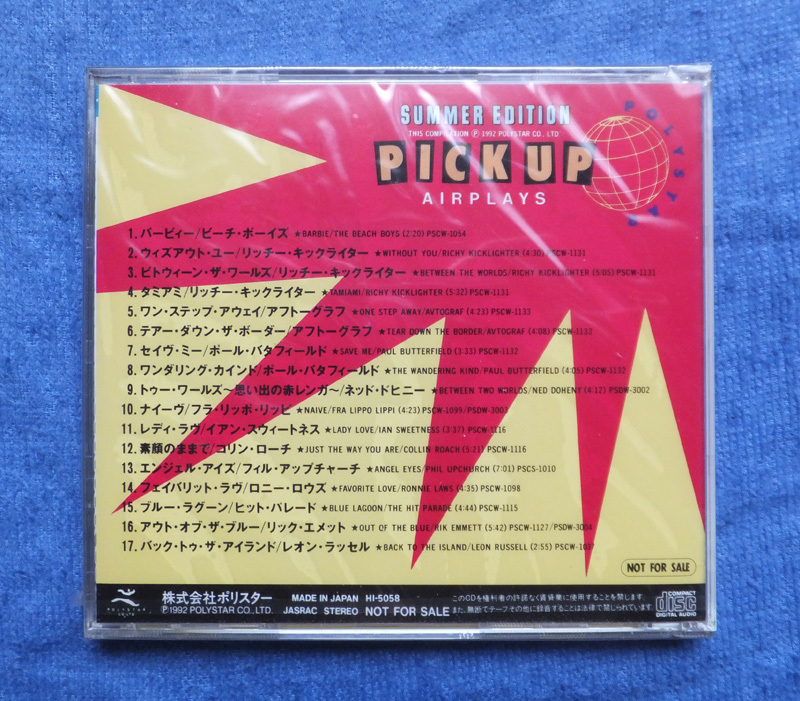 SUMMER EDITION
THIS COMPILATION Ⓟ 1992 POLYSTAR CO., LTD
PICK UP
AIRPLAYS
POLYSTAR
1. バービィー/ビーチ・ボーイズ ★BARBIE/THE BEACH BOYS (2:20) PSCW-1054
2. ウィズアウト・ユー/リッチー・キックライター ★WITHOUT YOU/RICHY KICKLIGHTER (4:30) PSCW-1131
3. ビトウィーン・ザ・ワールズ/リッチー・キックライター ★BETWEEN THE WORLDS/RICHY KICKLIGHTER (5:05) PSCW-1131
4. タミアミ/リッチー・キックライター ★TAMIAMI/RICHY KICKLIGHTER (5:32) PSCW-1131
5. ワン・ステップ・アウェイ/アフトーグラフ ★ONE STEP AWAY/AVTOGRAF (4:23) PSCW-1133
6. テアー・ダウン・ザ・ボーダー/アフトーグラフ ★TEAR DOWN THE BORDER/AVTOGRAF (4:08) PSCW-1132
7. セイヴ・ミー/ポール・バタフィールド ★SAVE ME/PAUL BUTTERFIELD (3:33) PSCW-1132
8. ワンダリング・カインド/ポール・バタフィールド ★THE WANDERING KIND/PAUL BUTTERFIELD (4:05) PSCW-1132
9. トゥー・ワールズ〜思い出の赤レンガ〜/ネッド・ドヒニー ★BETWEEN TWO WORLDS/NED DOHENY (4:12) PSDW-3002
10. ナイーヴ/フラ・リッポ・リッピ ★NAIVE/FRA LIPPO LIPPI (4:23) PSCW-1099/PSDW-3003
11. レディ・ラヴ/イアン・スウィートネス ★LADY LOVE/IAN SWEETNESS (3:37) PSCW-1116
12. 素顔のままで/コリン・ローチ ★JUST THE WAY YOU ARE/COLLIN ROACH (5:21) PSCW-1116
13. エンジェル・アイズ/フィル・アップチャーチ ★ANGEL EYES/PHIL UPCHURCH (7:01) PSCS-1010
14. フェイバリット・ラヴ/ロニー・ロウズ ★FAVORITE LOVE/RONNIE LAWS (4:35) PSCW-1098
15. ブルー・ラグーン/ヒット・パレード ★BLUE LAGOON/THE HIT PARADE (4:44) PSCW-1115
16. アウト・オブ・ザ・ブルー/リック・エメット ★OUT OF THE BLUE/RIK EMMETT (5:42) PSCW-1127/PSDW-3004
17. バック・トゥ・ザ・アイランド/レオン・ラッセル ★BACK TO THE ISLAND/LEON RUSSELL (2:55)
NOT FOR SALE
POLYSTAR
CO., LTD
株式会社ポリスター
Ⓟ1992 POLYSTAR CO., LTD.
MADE IN JAPAN HI-5058
JASRAC STEREO NOT FOR SALE
このCDを権利者の許諾なく賃貸業に使用することを禁じます。
また、無断でテープその他に録音することは法律で禁じられています。
COMPACT
disc
DIGITAL AUDIO